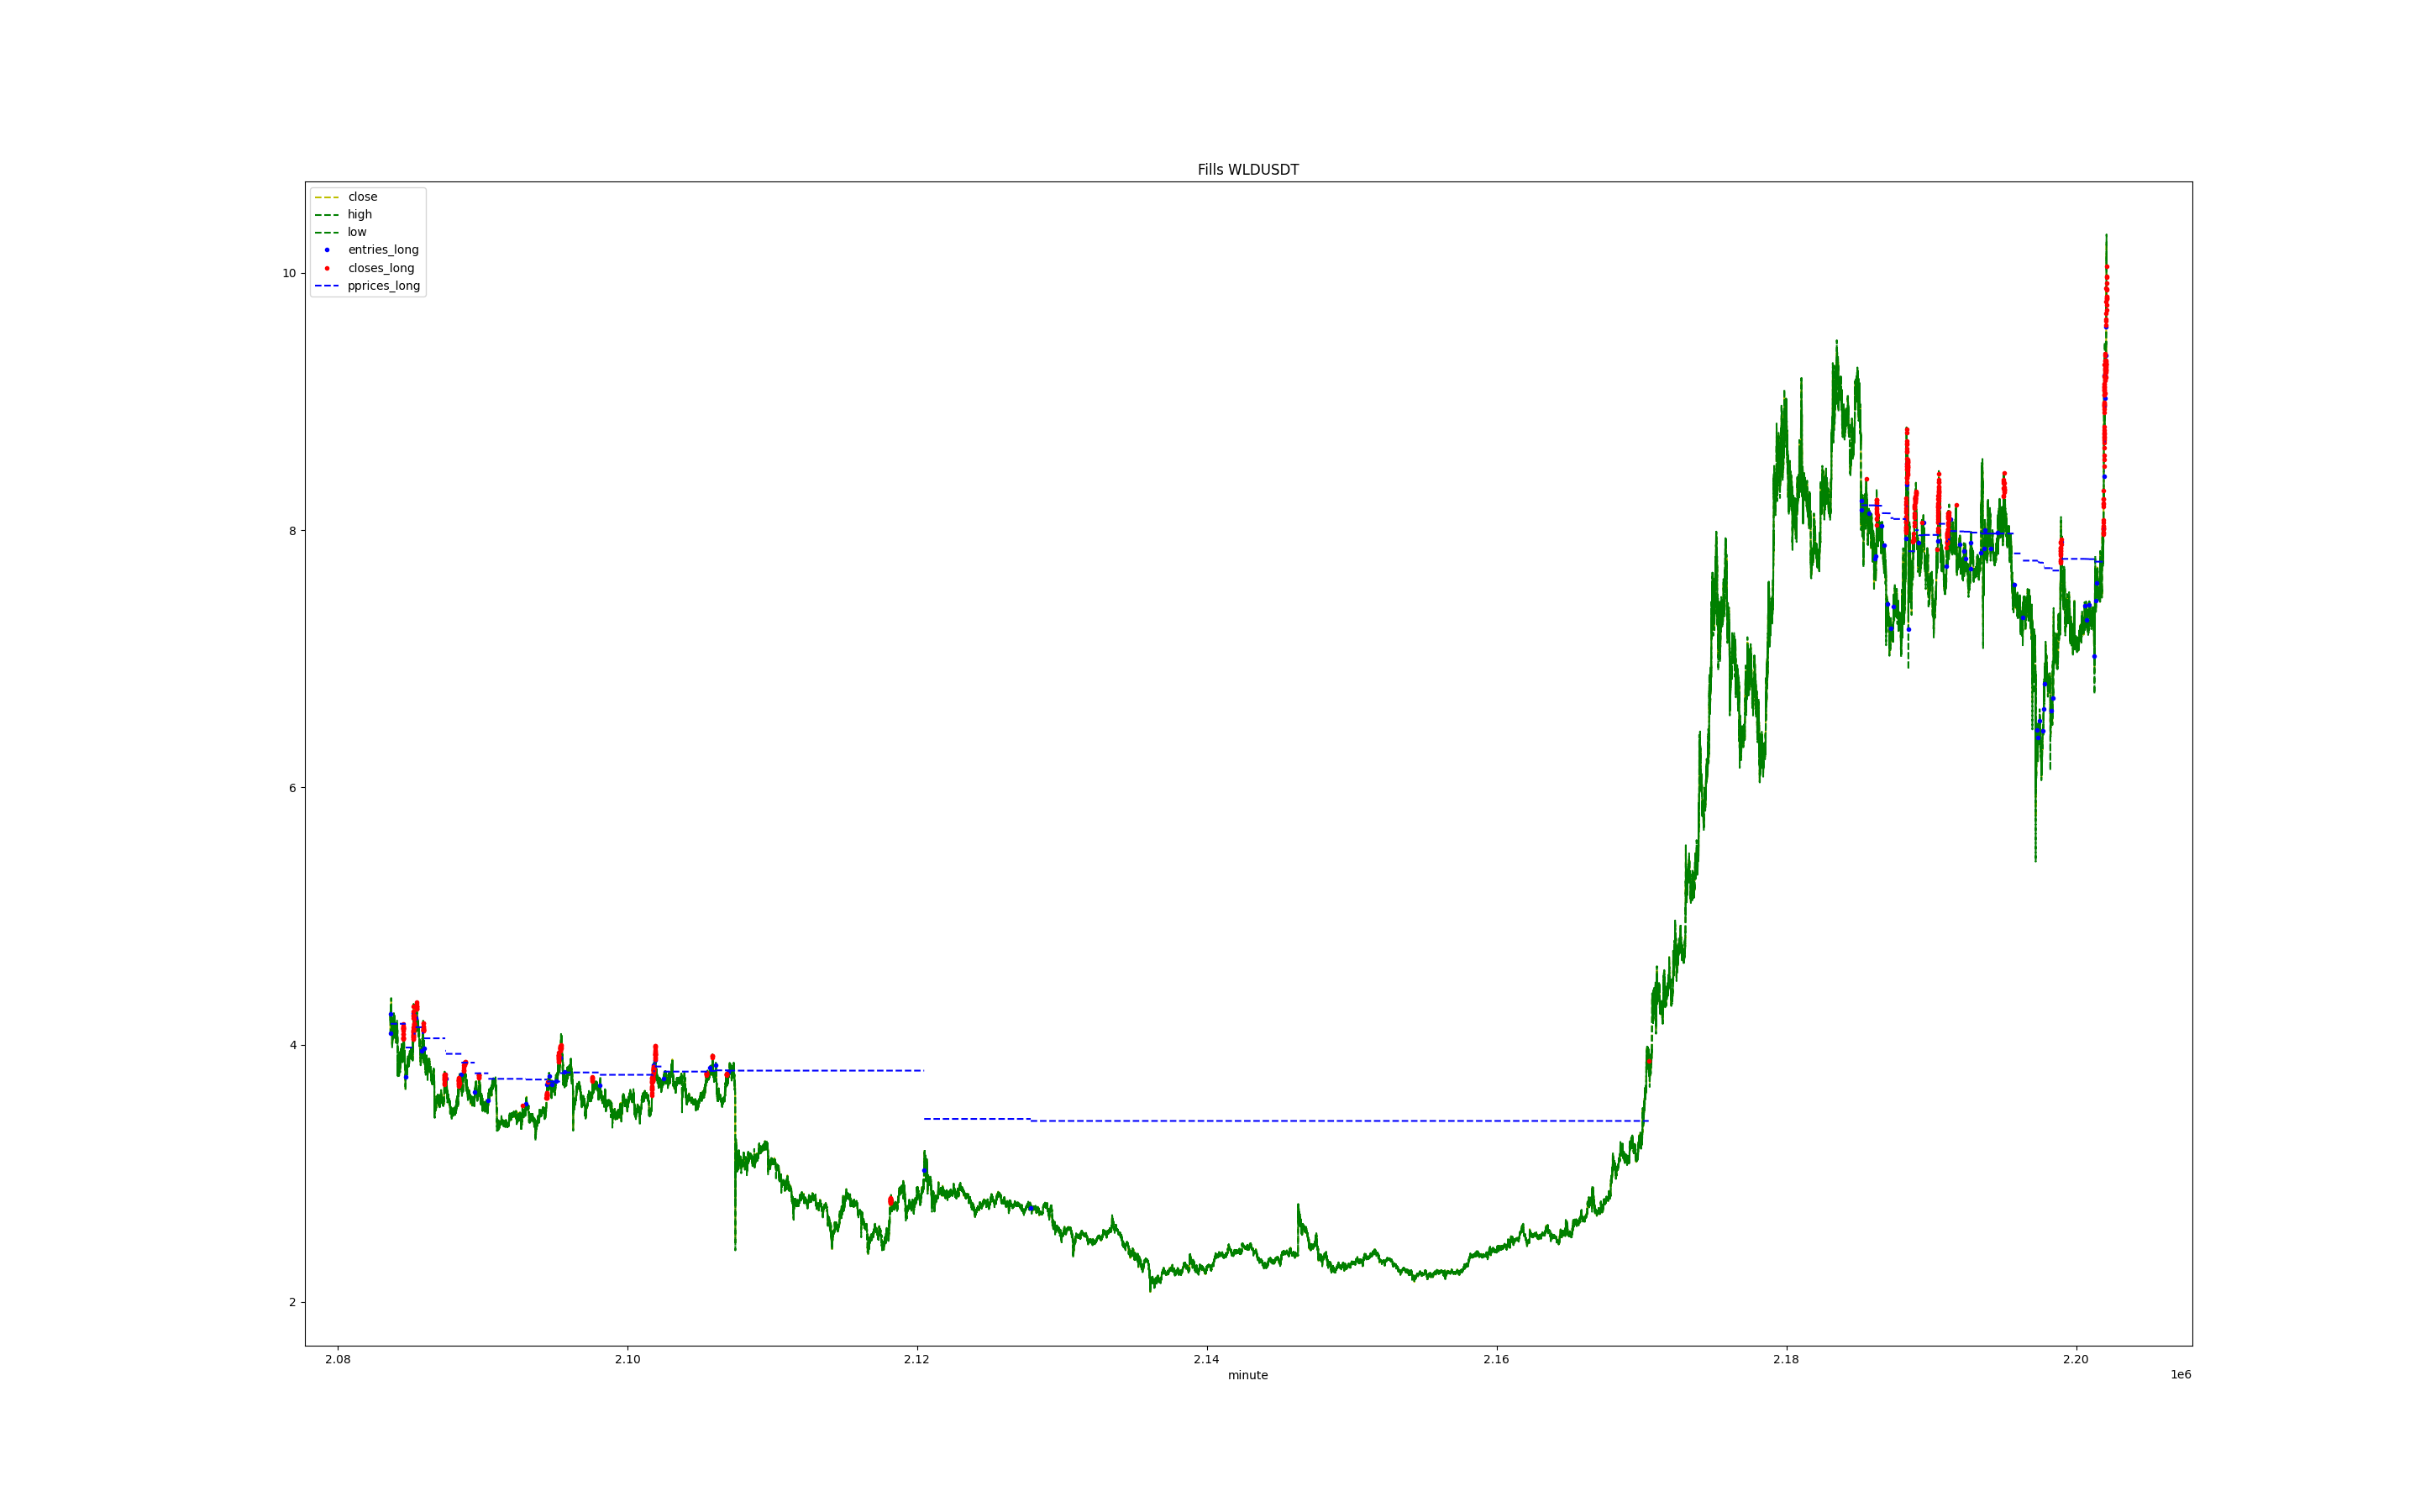 Fills WLDUSDT
close
high
low
entries_long
closes_long
pprices_long
10
8
6
4
2
2.08 2.10 2.12 2.14 2.16 2.18 2.20
minute 1e6